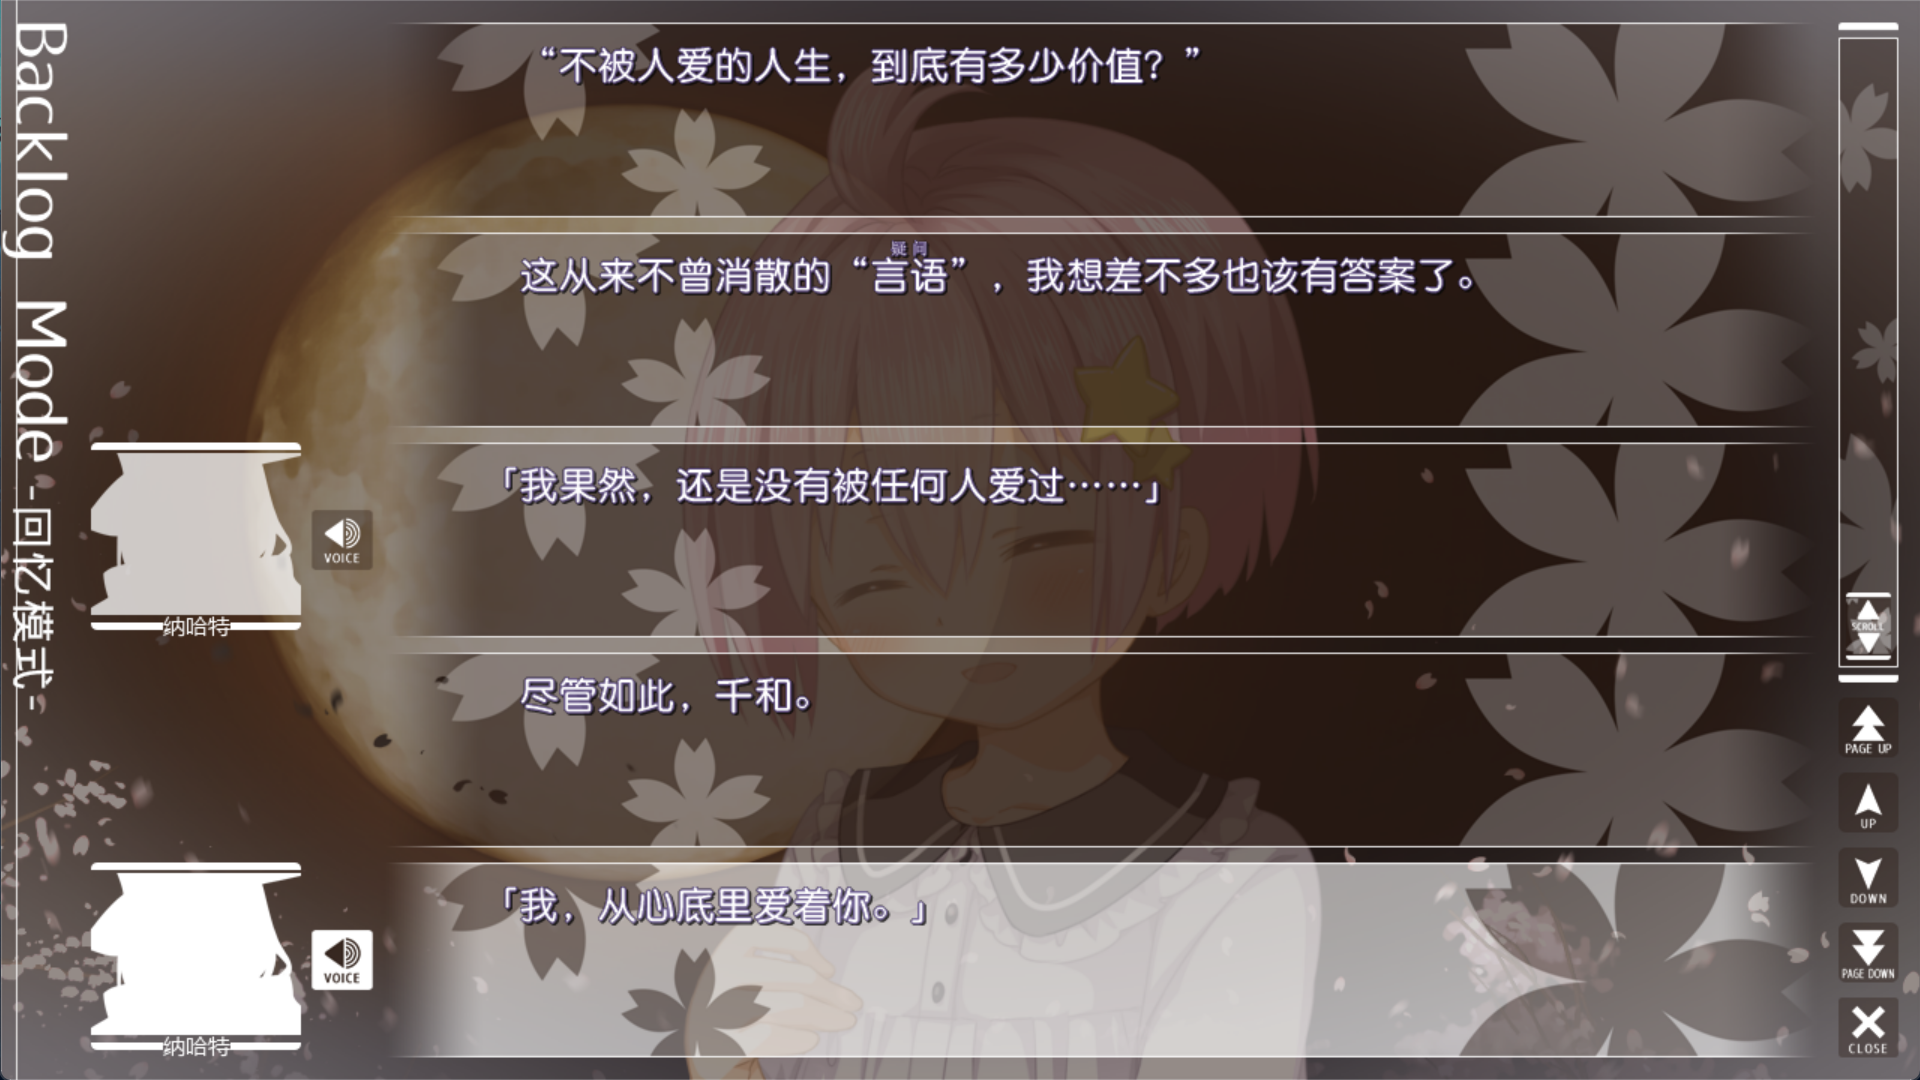 Backlog Mode -回忆模式-
“不被人爱的人生，到底有多少价值？”
疑问
这从来不曾消散的“言语”，我想差不多也该有答案了。
「我果然，还是没有被任何人爱过……」
VOICE
纳哈特
尽管如此，千和。
「我，从心底里爱着你。」
VOICE
纳哈特
SCROLL
PAGE UP
UP
DOWN
PAGE DOWN
CLOSE